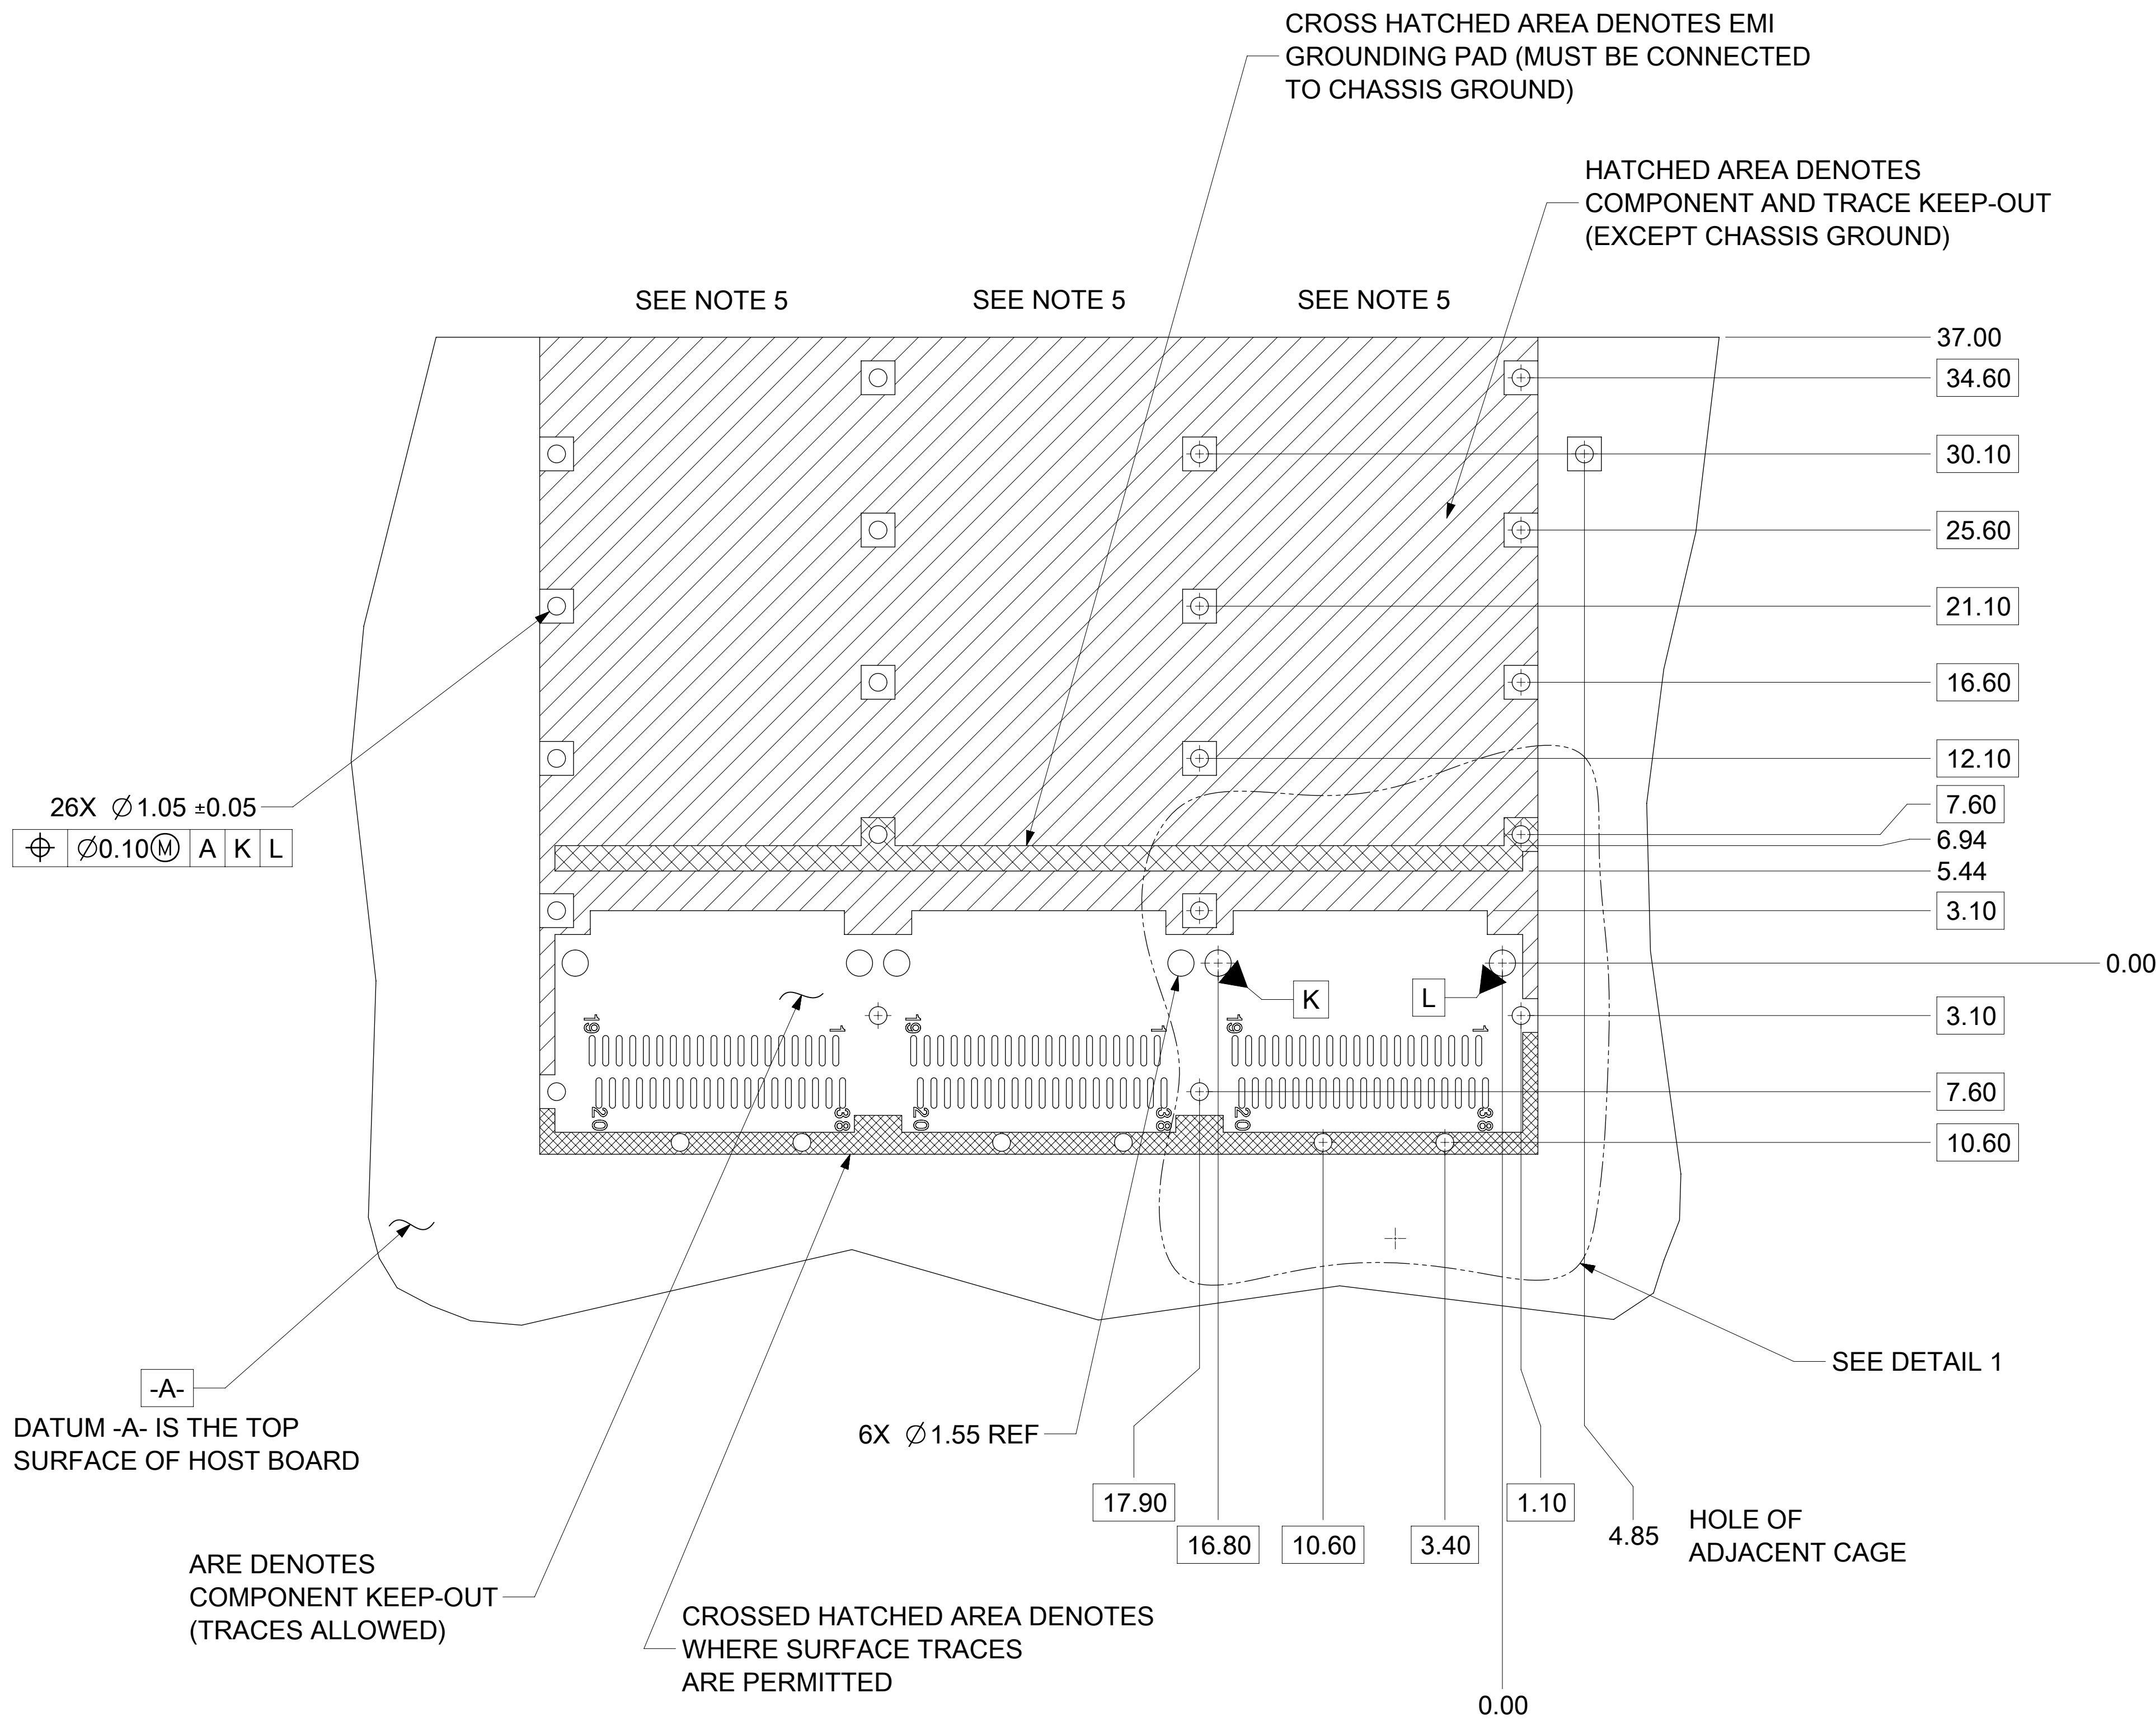 CROSS HATCHED AREA DENOTES EMI
GROUNDING PAD (MUST BE CONNECTED
TO CHASSIS GROUND)
HATCHED AREA DENOTES
COMPONENT AND TRACE KEEP-OUT
(EXCEPT CHASSIS GROUND)
SEE NOTE 5
SEE NOTE 5
SEE NOTE 5
37.00
34.60
30.10
25.60
21.10
16.60
12.10
7.60
6.94
5.44
3.10
0.00
3.10
7.60
10.60
26X ∅1.05 ±0.05
⌖ ∅0.10Ⓜ A K L
K
L
19 1 19 1 19 1
20 38 20 38 20 38
SEE DETAIL 1
-A-
DATUM -A- IS THE TOP
SURFACE OF HOST BOARD
6X ∅1.55 REF
17.90
16.80
10.60
3.40
1.10
4.85
HOLE OF
ADJACENT CAGE
ARE DENOTES
COMPONENT KEEP-OUT
(TRACES ALLOWED)
CROSSED HATCHED AREA DENOTES
WHERE SURFACE TRACES
ARE PERMITTED
0.00